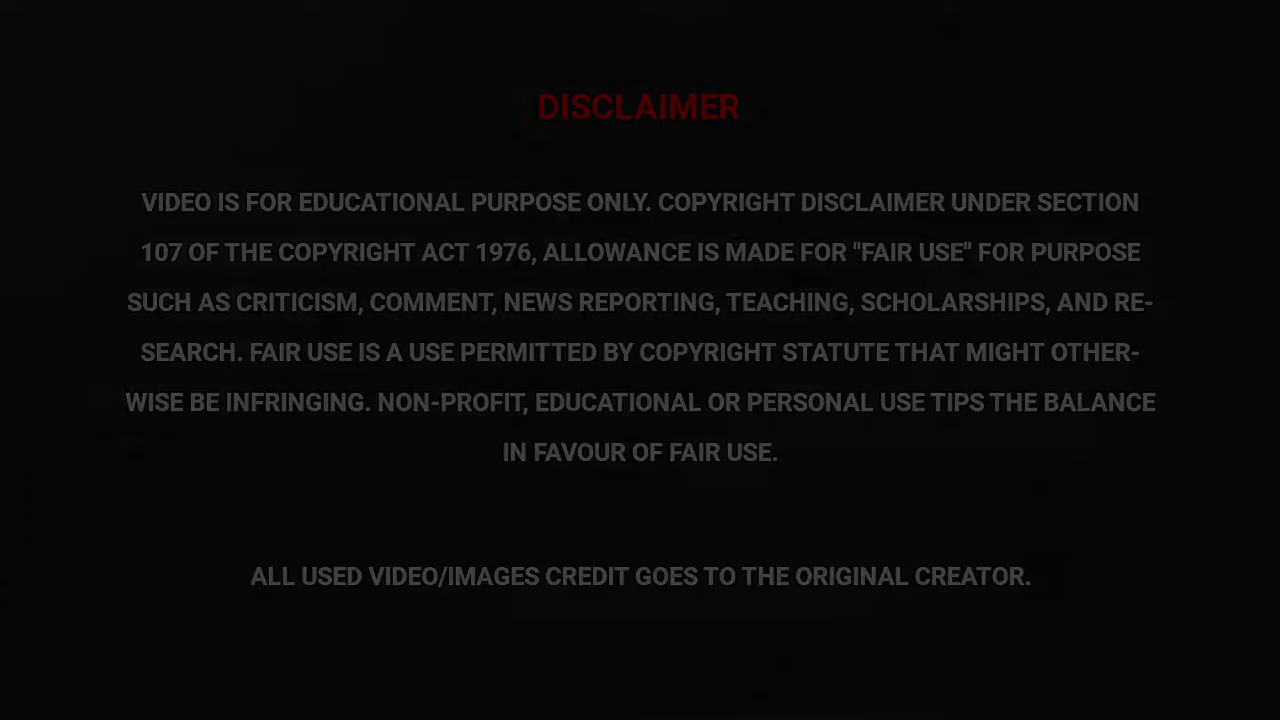 DISCLAIMER
VIDEO IS FOR EDUCATIONAL PURPOSE ONLY. COPYRIGHT DISCLAIMER UNDER SECTION
107 OF THE COPYRIGHT ACT 1976, ALLOWANCE IS MADE FOR "FAIR USE" FOR PURPOSE
SUCH AS CRITICISM, COMMENT, NEWS REPORTING, TEACHING, SCHOLARSHIPS, AND RE-
SEARCH. FAIR USE IS A USE PERMITTED BY COPYRIGHT STATUTE THAT MIGHT OTHER-
WISE BE INFRINGING. NON-PROFIT, EDUCATIONAL OR PERSONAL USE TIPS THE BALANCE
IN FAVOUR OF FAIR USE.
ALL USED VIDEO/IMAGES CREDIT GOES TO THE ORIGINAL CREATOR.